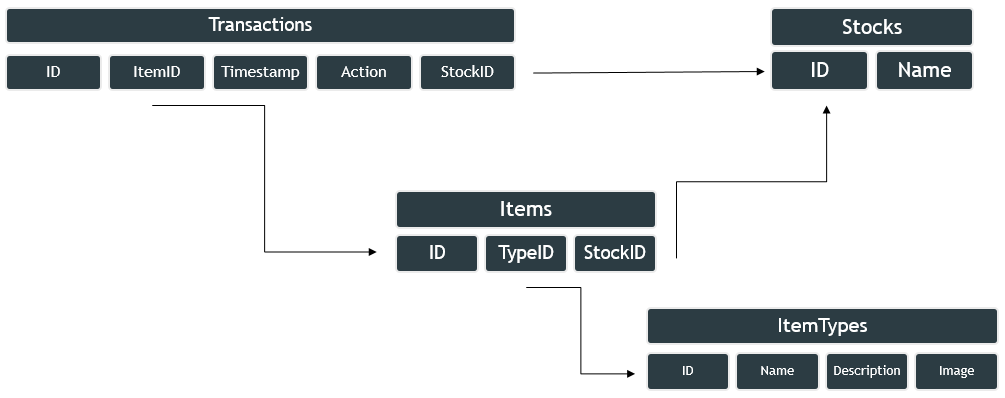 Transactions
ID ItemID Timestamp Action StockID
Stocks
ID Name
Items
ID TypeID StockID
ItemTypes
ID Name Description Image